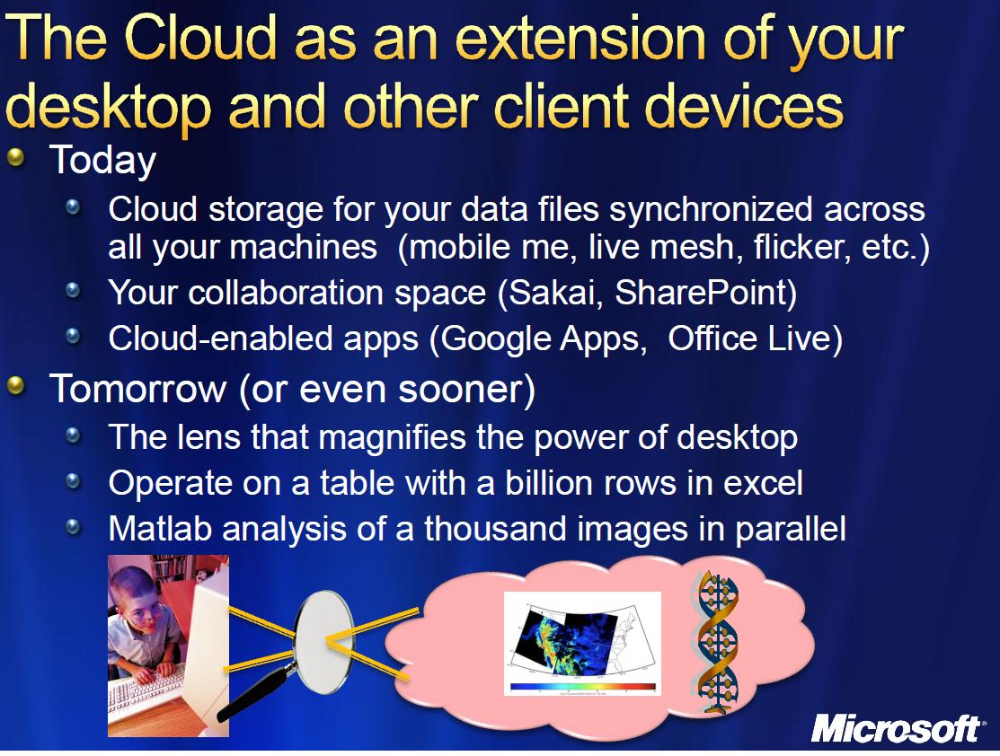 The Cloud as an extension of your
desktop and other client devices
Today
Cloud storage for your data files synchronized across
all your machines (mobile me, live mesh, flicker, etc.)
Your collaboration space (Sakai, SharePoint)
Cloud-enabled apps (Google Apps, Office Live)
Tomorrow (or even sooner)
The lens that magnifies the power of desktop
Operate on a table with a billion rows in excel
Matlab analysis of a thousand images in parallel
Microsoft